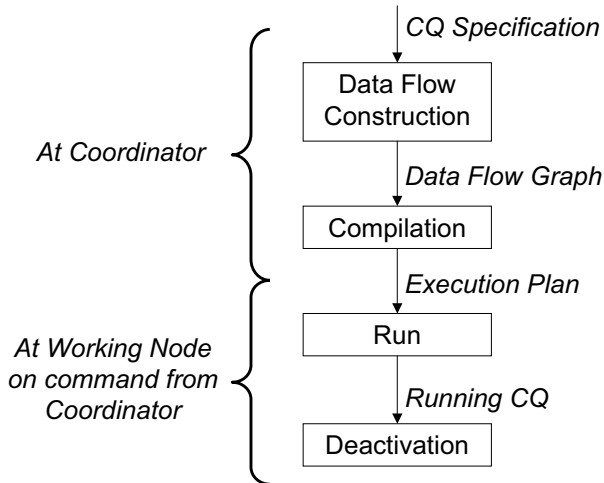 CQ Specification
Data Flow
Construction
At Coordinator
Data Flow Graph
Compilation
Execution Plan
Run
At Working Node
on command from
Coordinator
Running CQ
Deactivation